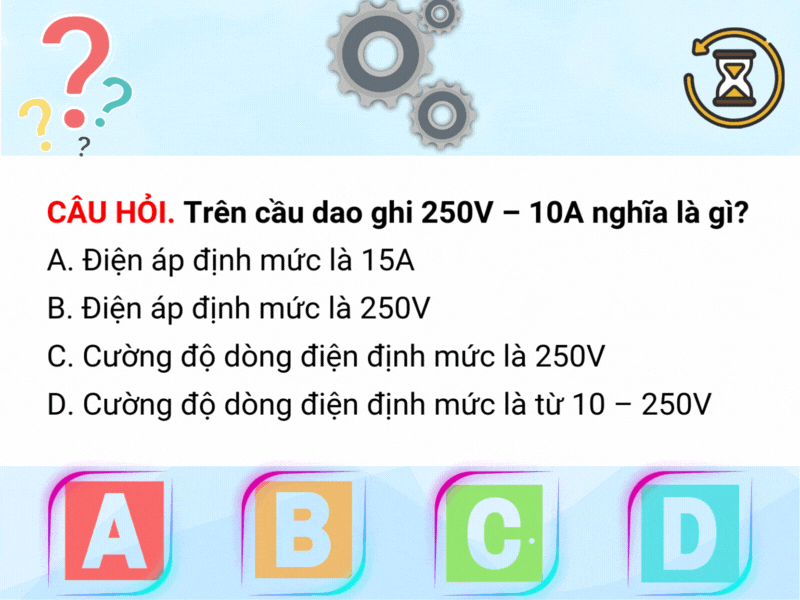 ? ? ? ?
CÂU HỎI. Trên cầu dao ghi 250V – 10A nghĩa là gì?
A. Điện áp định mức là 15A
B. Điện áp định mức là 250V
C. Cường độ dòng điện định mức là 250V
D. Cường độ dòng điện định mức là từ 10 – 250V
A B C D